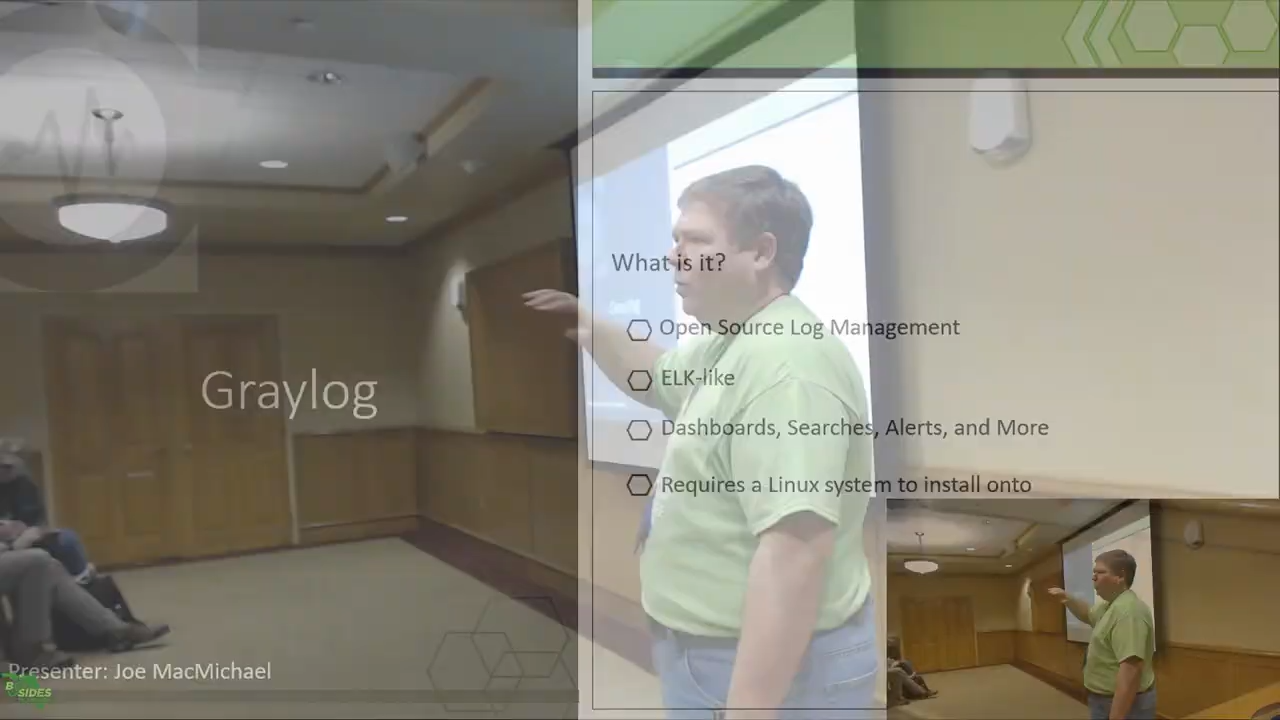 Graylog
What is it?
Open Source Log Management
ELK-like
Dashboards, Searches, Alerts, and More
Requires a Linux system to install onto
Presenter: Joe MacMichael
B SIDES